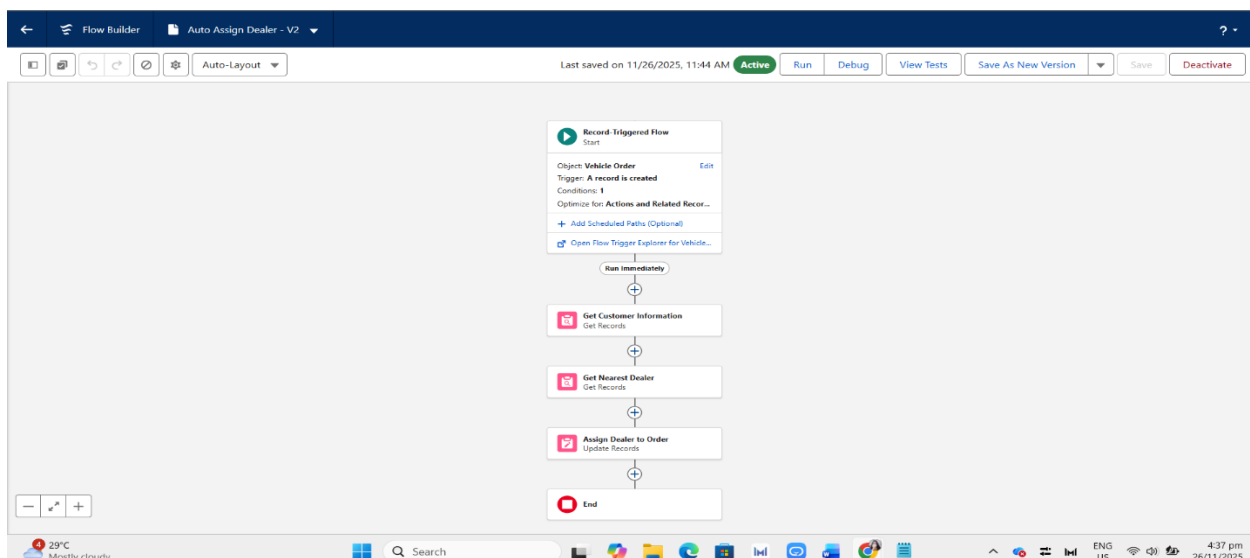 Flow Builder
Auto Assign Dealer - V2
?
Auto-Layout
Last saved on 11/26/2025, 11:44 AM
Active
Run
Debug
View Tests
Save As New Version
Save
Deactivate
Record-Triggered Flow
Start
Object: Vehicle Order
Edit
Trigger: A record is created
Conditions: 1
Optimize for: Actions and Related Recor...
+ Add Scheduled Paths (Optional)
Open Flow Trigger Explorer for Vehicle...
Run Immediately
Get Customer Information
Get Records
Get Nearest Dealer
Get Records
Assign Dealer to Order
Update Records
End
4
29°C
Mostly cloudy
Search
ENG
US
4:37 pm
26/11/2025